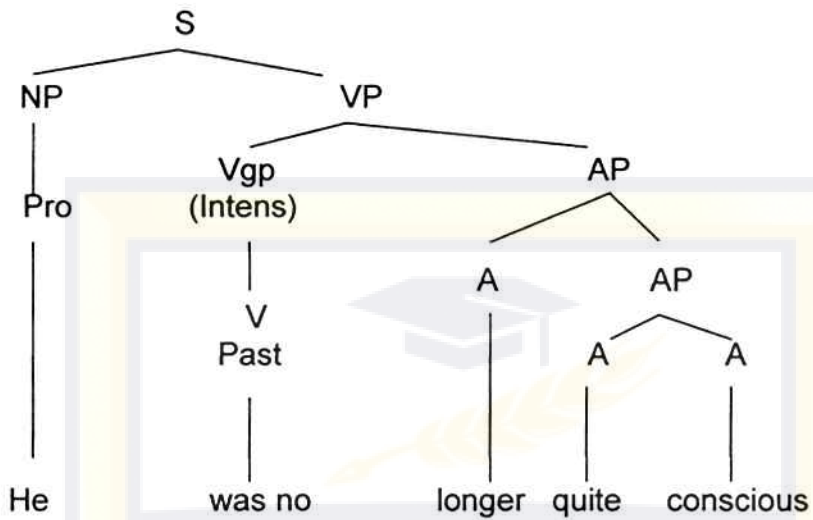 S
NP VP
Vgp AP
Pro (Intens)
A AP
V
Past A A
He was no longer quite conscious